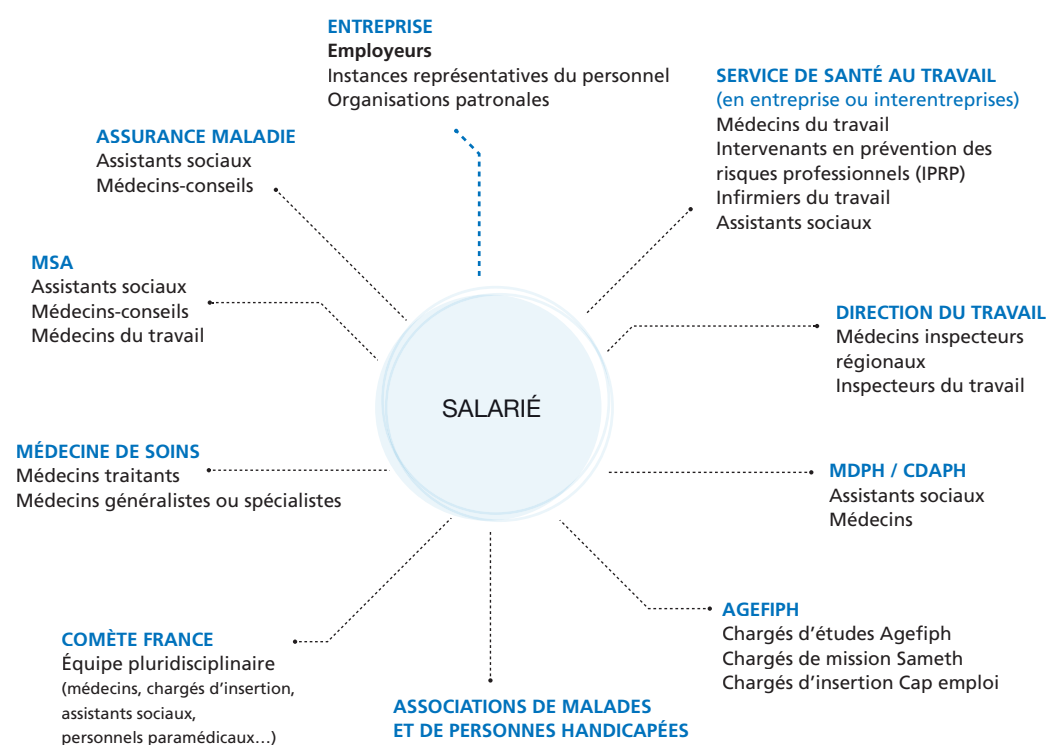 ENTREPRISE
Employeurs
Instances représentatives du personnel
Organisations patronales
SERVICE DE SANTÉ AU TRAVAIL
(en entreprise ou interentreprises)
Médecins du travail
Intervenants en prévention des
risques professionnels (IPRP)
Infirmiers du travail
Assistants sociaux
ASSURANCE MALADIE
Assistants sociaux
Médecins-conseils
MSA
Assistants sociaux
Médecins-conseils
Médecins du travail
DIRECTION DU TRAVAIL
Médecins inspecteurs
régionaux
Inspecteurs du travail
SALARIÉ
MÉDECINE DE SOINS
Médecins traitants
Médecins généralistes ou spécialistes
MDPH / CDAPH
Assistants sociaux
Médecins
AGEFIPH
Chargés d'études Agefiph
Chargés de mission Sameth
Chargés d'insertion Cap emploi
COMÈTE FRANCE
Équipe pluridisciplinaire
(médecins, chargés d'insertion,
assistants sociaux,
personnels paramédicaux…)
ASSOCIATIONS DE MALADES
ET DE PERSONNES HANDICAPÉES